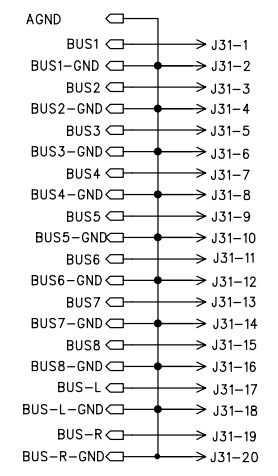 AGND
BUS1 J31-1
BUS1-GND J31-2
BUS2 J31-3
BUS2-GND J31-4
BUS3 J31-5
BUS3-GND J31-6
BUS4 J31-7
BUS4-GND J31-8
BUS5 J31-9
BUS5-GND J31-10
BUS6 J31-11
BUS6-GND J31-12
BUS7 J31-13
BUS7-GND J31-14
BUS8 J31-15
BUS8-GND J31-16
BUS-L J31-17
BUS-L-GND J31-18
BUS-R J31-19
BUS-R-GND J31-20